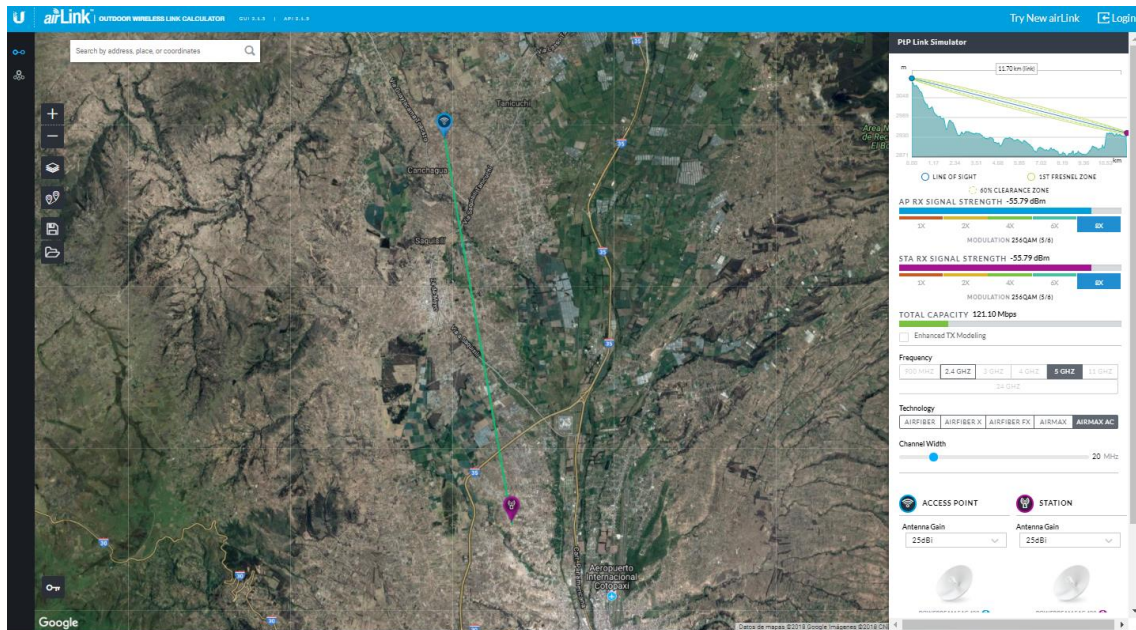 airLink™ OUTDOOR WIRELESS LINK CALCULATOR
Try New airLink
Login
Search by address, place, or coordinates
PtP Link Simulator
m
11.70 km (link)
km
LINE OF SIGHT
1ST FRESNEL ZONE
60% CLEARANCE ZONE
AP RX SIGNAL STRENGTH -55.79 dBm
1X 2X 4X 6X 8X
MODULATION 256QAM (5/6)
STA RX SIGNAL STRENGTH -55.79 dBm
1X 2X 4X 6X 8X
MODULATION 256QAM (5/6)
TOTAL CAPACITY 121.10 Mbps
Enhanced TX Modeling
Frequency
900 MHZ 2.4 GHZ 3 GHZ 4 GHZ 5 GHZ 11 GHZ
24 GHZ
Technology
AIRFIBER AIRFIBER X AIRFIBER FX AIRMAX AIRMAX AC
Channel Width
20 MHz
ACCESS POINT
STATION
Antenna Gain
Antenna Gain
25dBi
25dBi
Tanicuchi
Canchagua
Saquisilí
35
35
35
35
35
30
30
30
Aeropuerto
Internacional
Cotopaxi
Google